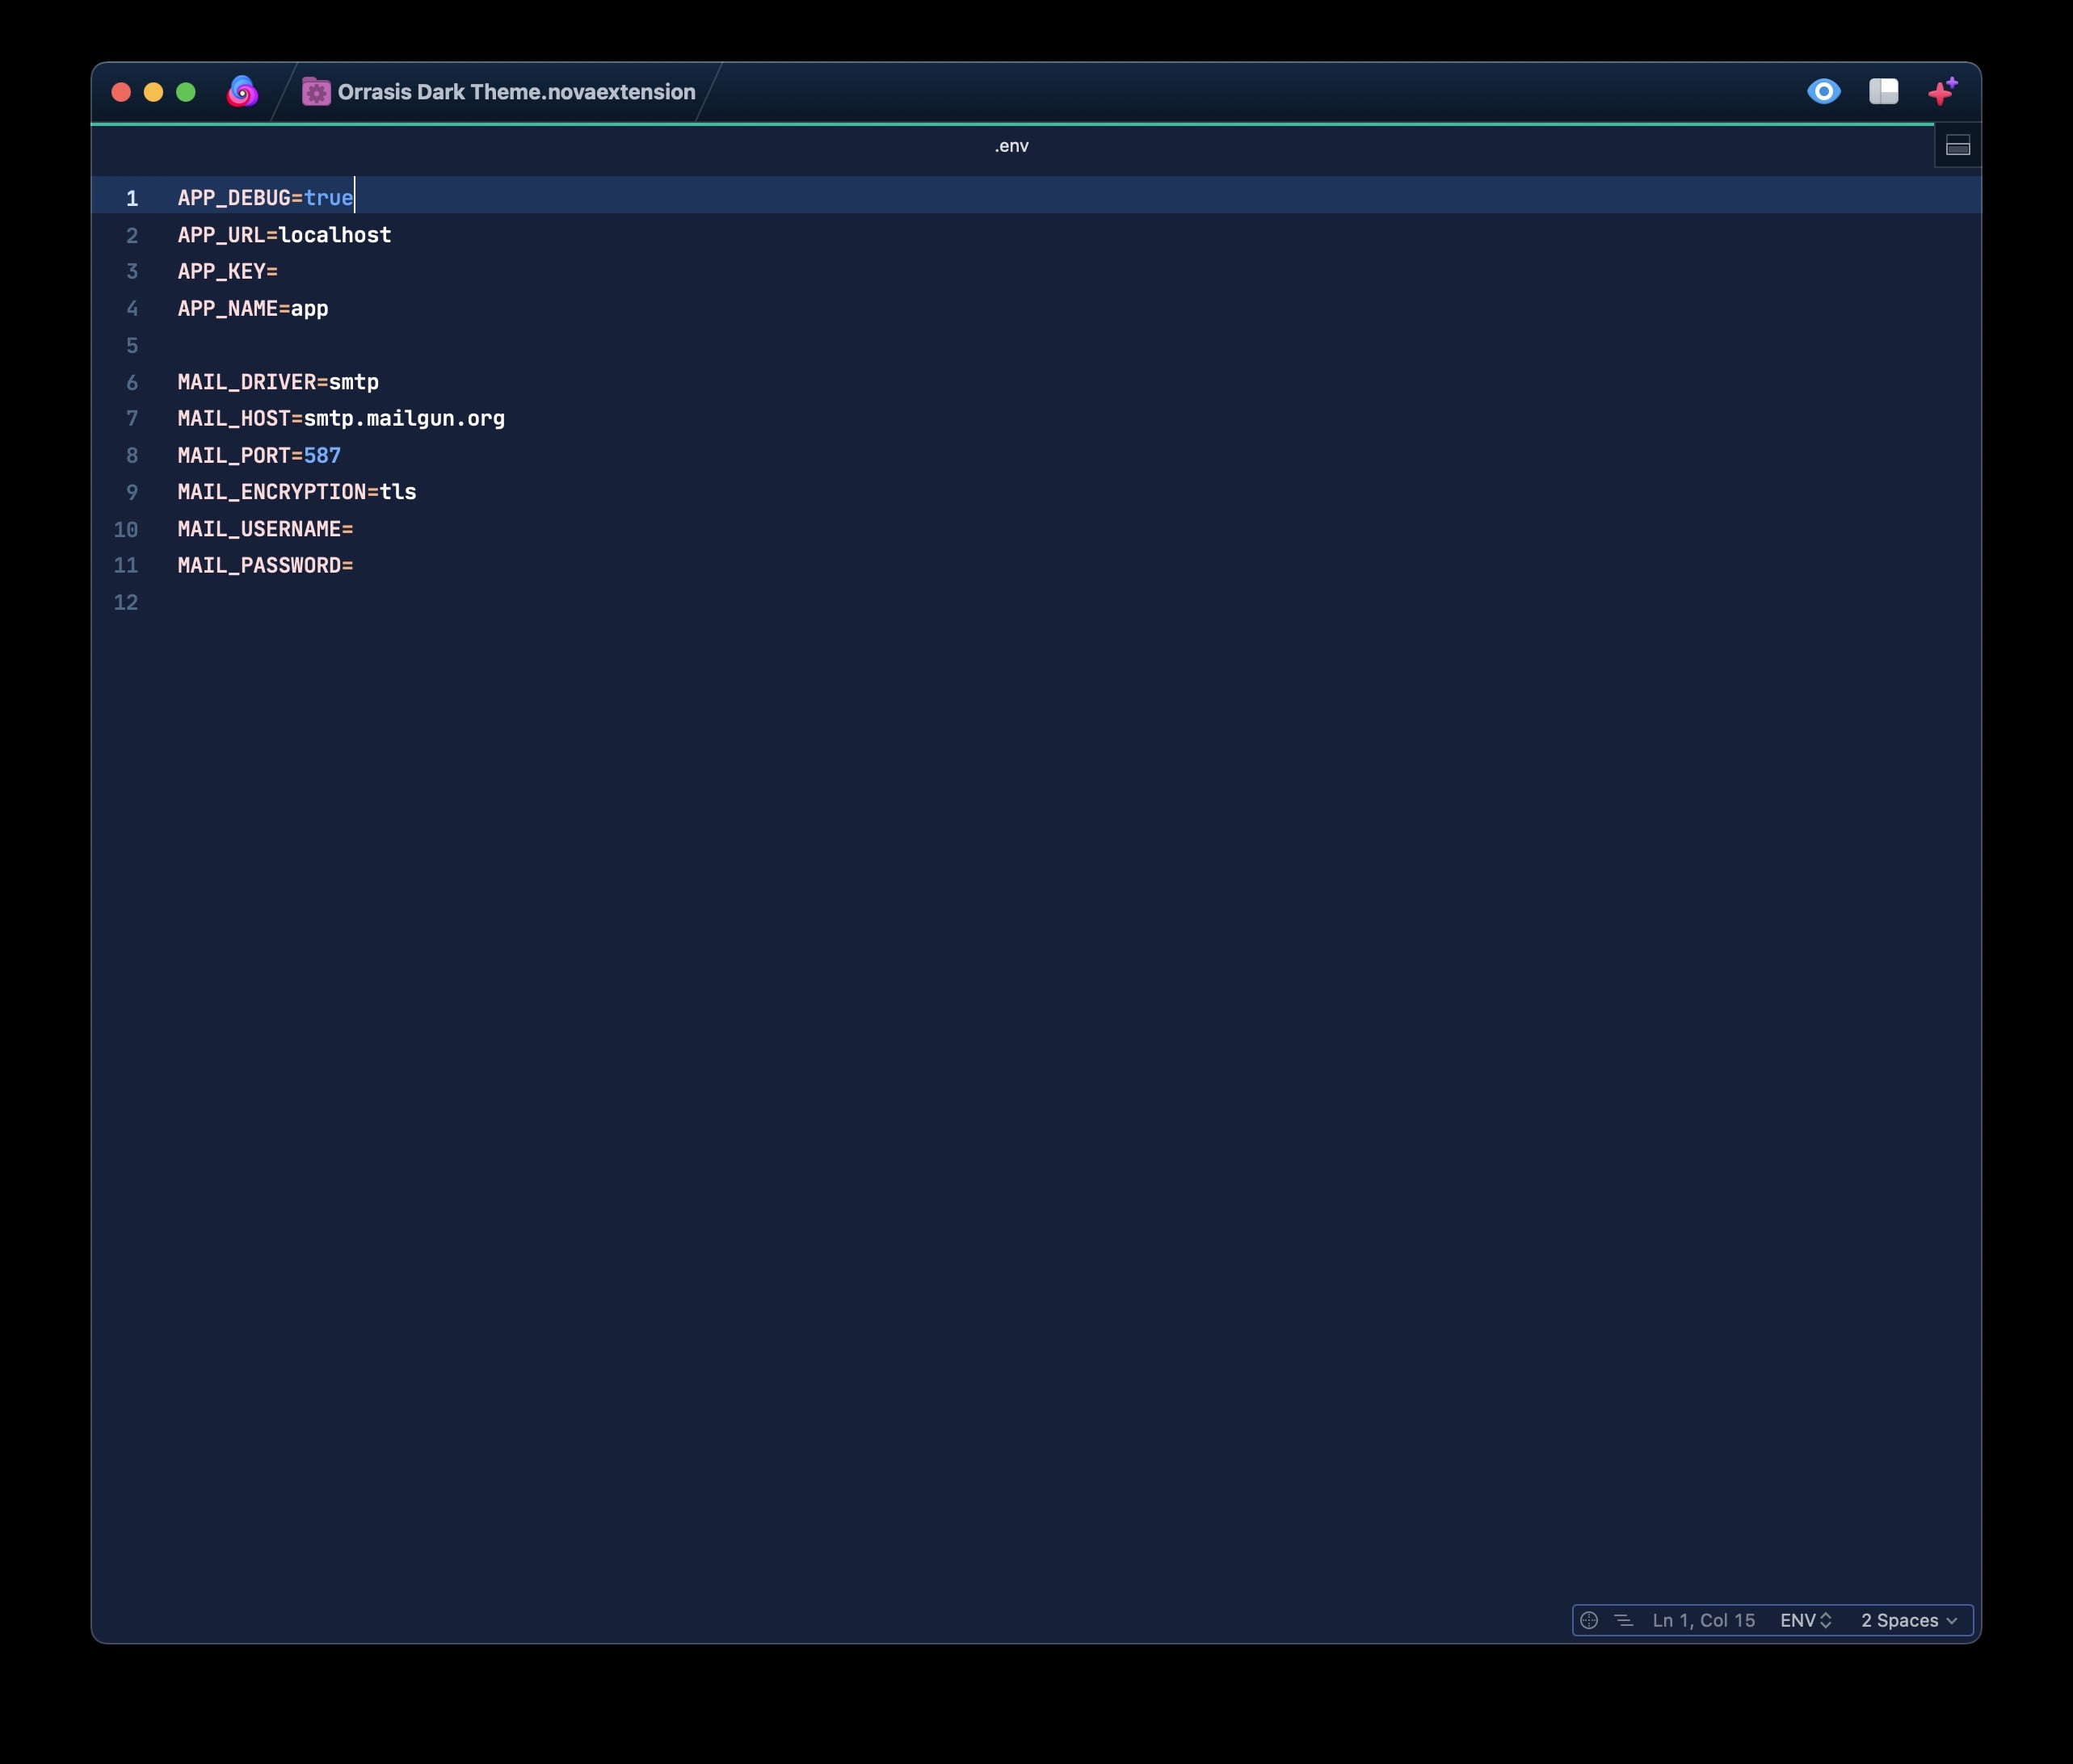 Orrasis Dark Theme.novaextension
.env
1 APP_DEBUG=true
2 APP_URL=localhost
3 APP_KEY=
4 APP_NAME=app
5
6 MAIL_DRIVER=smtp
7 MAIL_HOST=smtp.mailgun.org
8 MAIL_PORT=587
9 MAIL_ENCRYPTION=tls
10 MAIL_USERNAME=
11 MAIL_PASSWORD=
12
Ln 1, Col 15 ENV 2 Spaces